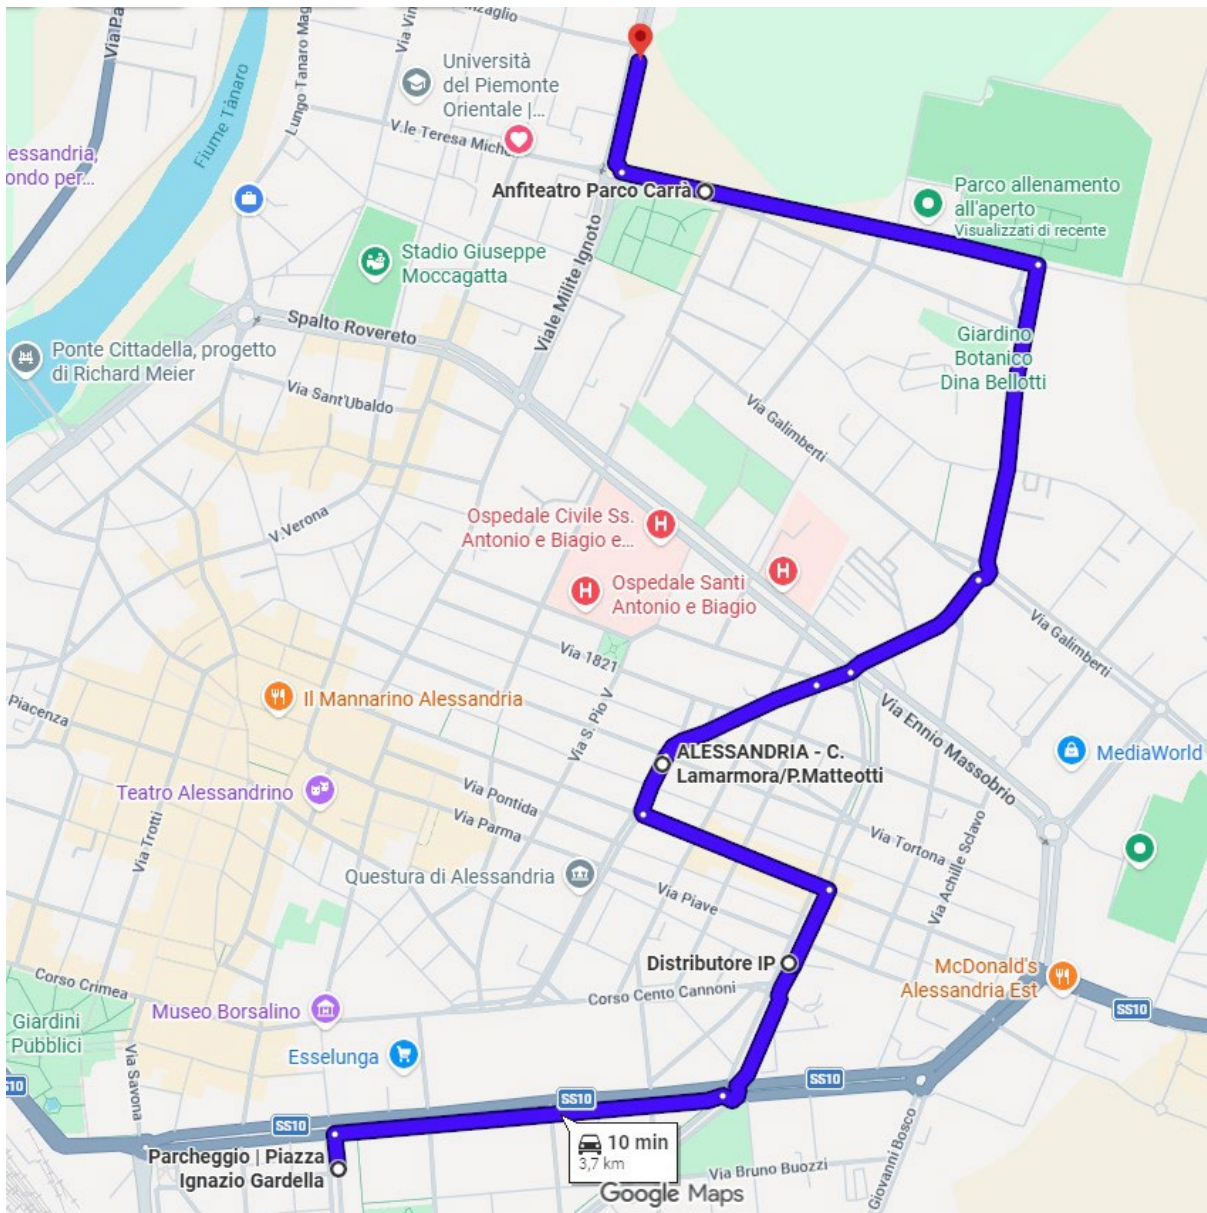 Via Pa
Via Vin
nzaglio
Lungo Tanaro Mag
Fiume Tànaro
Università
del Piemonte
Orientale |...
V.le Teresa Miche
essandria,
ondo per...
Anfiteatro Parco Carrà
Parco allenamento
all'aperto
Visualizzati di recente
Stadio Giuseppe
Moccagatta
Viale Milite Ignoto
Spalto Rovereto
Ponte Cittadella, progetto
di Richard Meier
Via Sant'Ubaldo
Giardino
Botanico
Dina Bellotti
Via Galimberti
V.Verona
Ospedale Civile Ss.
Antonio e Biagio e...
Ospedale Santi
Antonio e Biagio
Via Galimberti
Via 1821
Il Mannarino Alessandria
Piacenza
Via S. Pio V
Via Ennio Massobrio
MediaWorld
ALESSANDRIA - C.
Lamarmora/P.Matteotti
Teatro Alessandrino
Via Pontida
Via Parma
Via Trotti
Via Tortona
Via Achille Sclavo
Questura di Alessandria
Via Piave
Distributore IP
McDonald's
Alessandria Est
Corso Crimea
Corso Cento Cannoni
Museo Borsalino
SS10
Giardini
Pubblici
Esselunga
Via Savona
S10
SS10
SS10
SS10
Parcheggio | Piazza
Ignazio Gardella
10 min
3,7 km
Via Bruno Buozzi
Giovanni Bosco
Google Maps